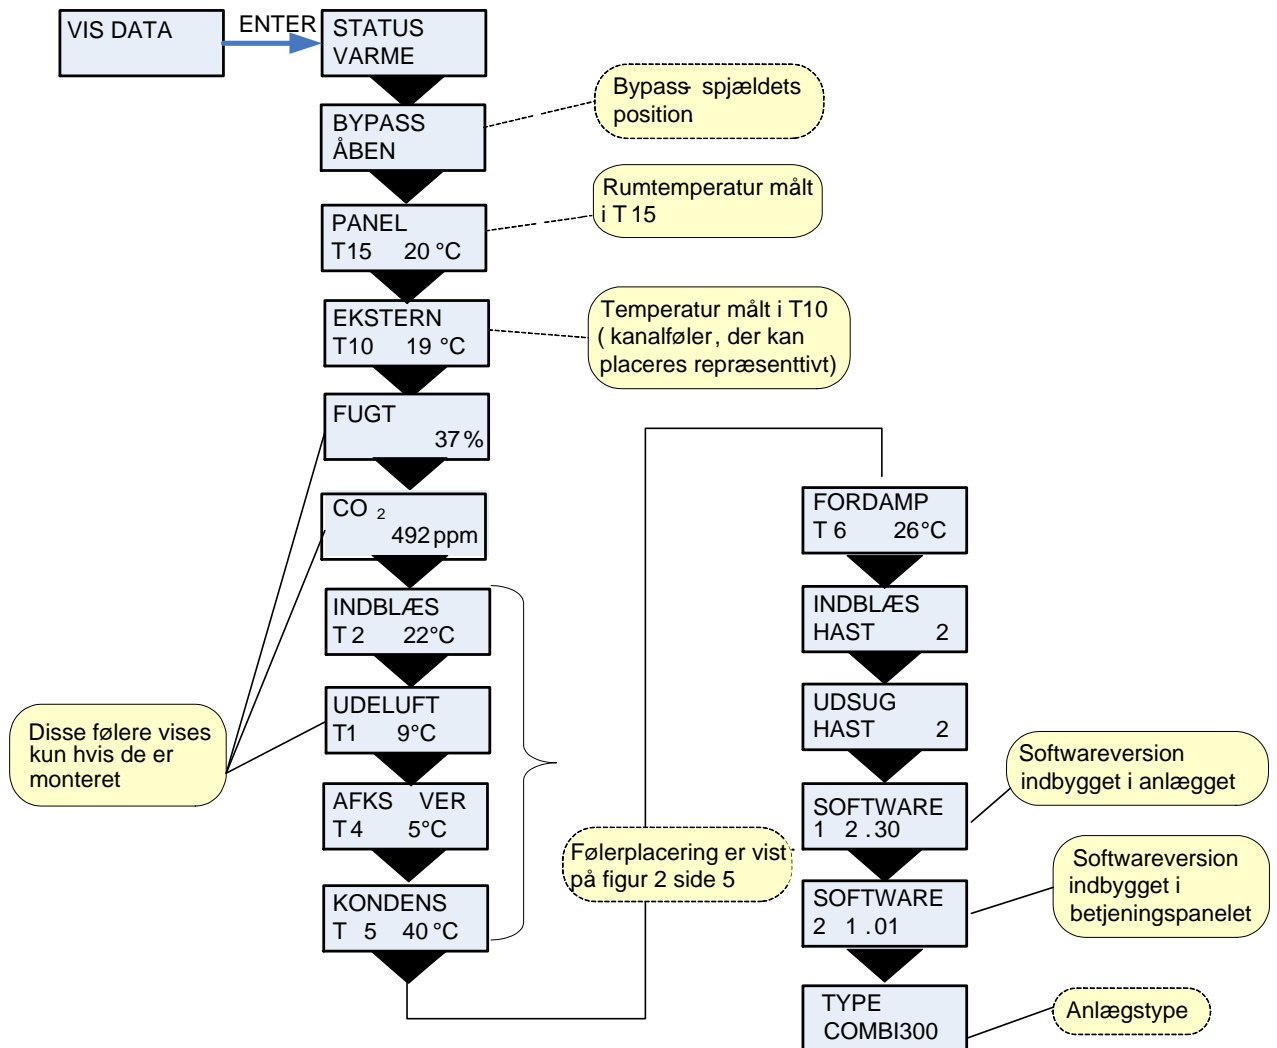 VIS DATA
ENTER
STATUS
VARME
BYPASS
ÅBEN
Bypass- spjældets
position
PANEL
T15 20 °C
Rumtemperatur målt
i T 15
EKSTERN
T10 19 °C
Temperatur målt i T10
( kanalføler, der kan
placeres repræsenttivt)
FUGT
37 %
CO 2
492 ppm
INDBLÆS
T 2 22°C
UDELUFT
T1 9°C
AFKS VER
T 4 5°C
KONDENS
T 5 40 °C
Disse følere vises
kun hvis de er
monteret
Følerplacering er vist
på figur 2 side 5
FORDAMP
T 6 26°C
INDBLÆS
HAST 2
UDSUG
HAST 2
SOFTWARE
1 2 .30
Softwareversion
indbygget i anlægget
SOFTWARE
2 1 .01
Softwareversion
indbygget i
betjeningspanelet
TYPE
COMBI300
Anlægstype